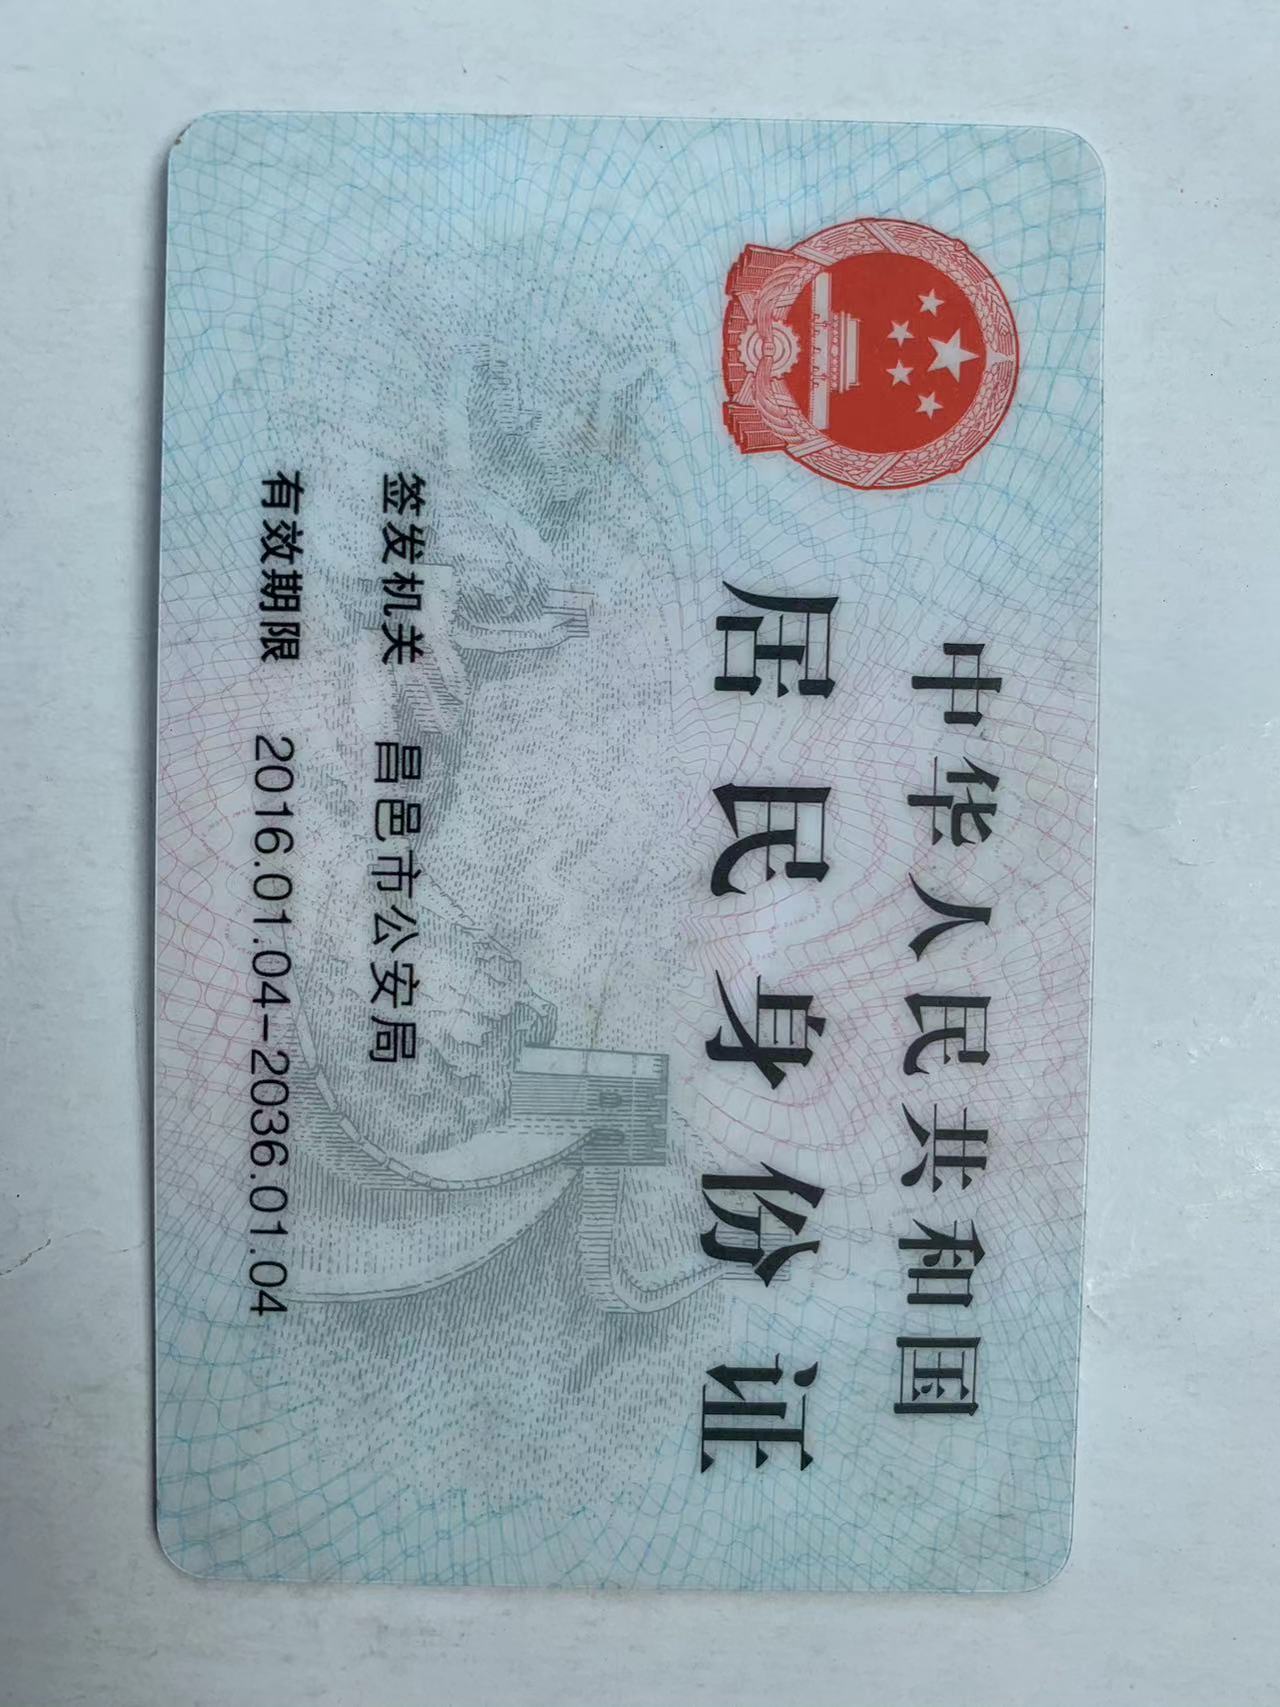 中华人民共和国
居民身份证
签发机关 昌邑市公安局
有效期限 2016.01.04-2036.01.04